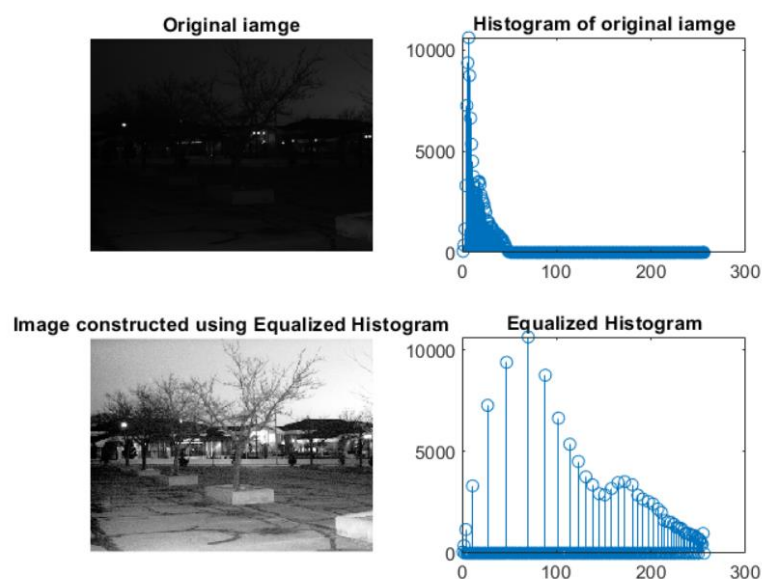 Original iamge
Histogram of original iamge
10000
5000
0
0 100 200 300
Image constructed using Equalized Histogram
Equalized Histogram
10000
5000
0
0 100 200 300